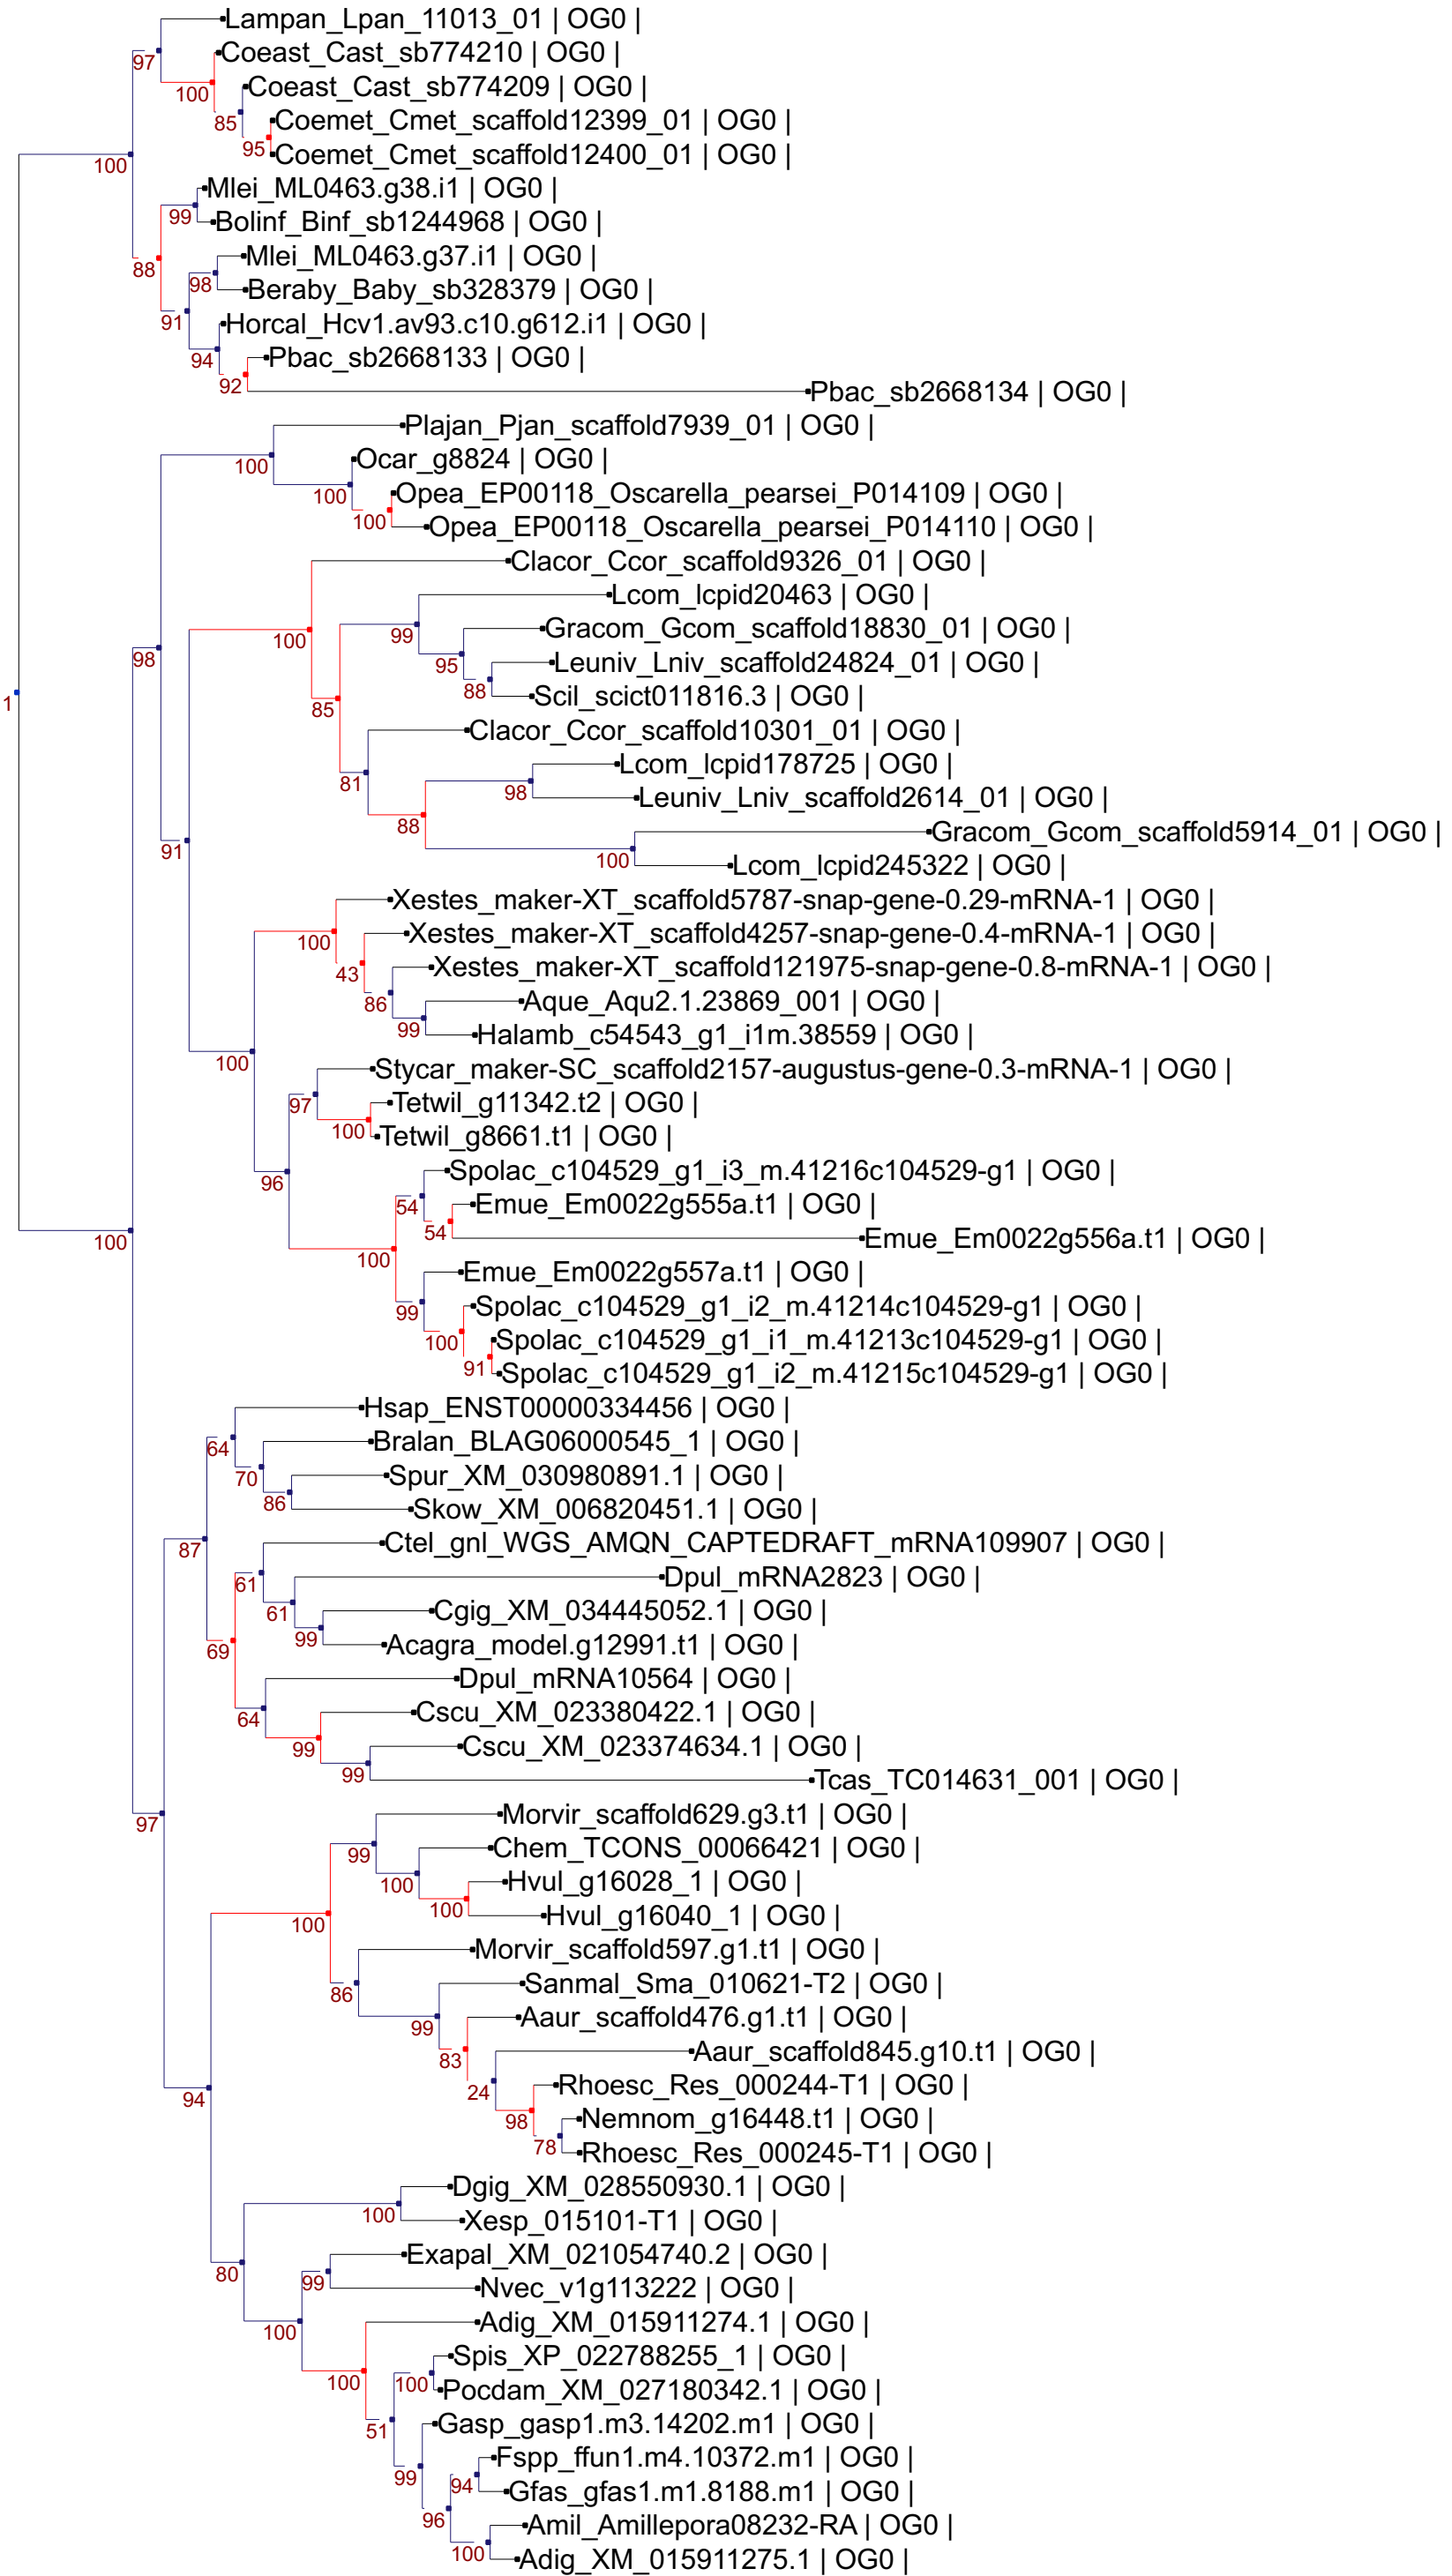 Lampan_Lpan_11013_01 | OG0 |
Coeast_Cast_sb774210 | OG0 |
97
Coeast_Cast_sb774209 | OG0 |
100
Coemet_Cmet_scaffold12399_01 | OG0 |
85
Coemet_Cmet_scaffold12400_01 | OG0 |
95
100
Mlei_ML0463.g38.i1 | OG0 |
99
Bolinf_Binf_sb1244968 | OG0 |
Mlei_ML0463.g37.i1 | OG0 |
88
98
Beraby_Baby_sb328379 | OG0 |
91
Horcal_Hcv1.av93.c10.g612.i1 | OG0 |
94
Pbac_sb2668133 | OG0 |
92
Pbac_sb2668134 | OG0 |
Plajan_Pjan_scaffold7939_01 | OG0 |
100
Ocar_g8824 | OG0 |
100
Opea_EP00118_Oscarella_pearsei_P014109 | OG0 |
100
Opea_EP00118_Oscarella_pearsei_P014110 | OG0 |
Clacor_Ccor_scaffold9326_01 | OG0 |
Lcom_lcpid20463 | OG0 |
100
99
Gracom_Gcom_scaffold18830_01 | OG0 |
98
95
Leuniv_Lniv_scaffold24824_01 | OG0 |
88
Scil_scict011816.3 | OG0 |
1
85
Clacor_Ccor_scaffold10301_01 | OG0 |
Lcom_lcpid178725 | OG0 |
81
98
Leuniv_Lniv_scaffold2614_01 | OG0 |
88
Gracom_Gcom_scaffold5914_01 | OG0 |
91
100
Lcom_lcpid245322 | OG0 |
Xestes_maker-XT_scaffold5787-snap-gene-0.29-mRNA-1 | OG0 |
100
Xestes_maker-XT_scaffold4257-snap-gene-0.4-mRNA-1 | OG0 |
43
Xestes_maker-XT_scaffold121975-snap-gene-0.8-mRNA-1 | OG0 |
86
Aque_Aqu2.1.23869_001 | OG0 |
99
Halamb_c54543_g1_i1m.38559 | OG0 |
100
Stycar_maker-SC_scaffold2157-augustus-gene-0.3-mRNA-1 | OG0 |
97
Tetwil_g11342.t2 | OG0 |
100
Tetwil_g8661.t1 | OG0 |
96
Spolac_c104529_g1_i3_m.41216c104529-g1 | OG0 |
54
Emue_Em0022g555a.t1 | OG0 |
54
Emue_Em0022g556a.t1 | OG0 |
100
100
Emue_Em0022g557a.t1 | OG0 |
99
Spolac_c104529_g1_i2_m.41214c104529-g1 | OG0 |
100
Spolac_c104529_g1_i1_m.41213c104529-g1 | OG0 |
91
Spolac_c104529_g1_i2_m.41215c104529-g1 | OG0 |
Hsap_ENST00000334456 | OG0 |
64
Bralan_BLAG06000545_1 | OG0 |
70
Spur_XM_030980891.1 | OG0 |
86
Skow_XM_006820451.1 | OG0 |
87
Ctel_gnl_WGS_AMQN_CAPTEDRAFT_mRNA109907 | OG0 |
61
Dpul_mRNA2823 | OG0 |
61
Cgig_XM_034445052.1 | OG0 |
99
Acagra_model.g12991.t1 | OG0 |
69
Dpul_mRNA10564 | OG0 |
64
Cscu_XM_023380422.1 | OG0 |
99
Cscu_XM_023374634.1 | OG0 |
99
Tcas_TC014631_001 | OG0 |
97
Morvir_scaffold629.g3.t1 | OG0 |
99
Chem_TCONS_00066421 | OG0 |
100
Hvul_g16028_1 | OG0 |
100
Hvul_g16040_1 | OG0 |
100
Morvir_scaffold597.g1.t1 | OG0 |
86
Sanmal_Sma_010621-T2 | OG0 |
99
Aaur_scaffold476.g1.t1 | OG0 |
83
Aaur_scaffold845.g10.t1 | OG0 |
94
24
Rhoesc_Res_000244-T1 | OG0 |
98
Nemnom_g16448.t1 | OG0 |
78
Rhoesc_Res_000245-T1 | OG0 |
Dgig_XM_028550930.1 | OG0 |
100
Xesp_015101-T1 | OG0 |
80
Exapal_XM_021054740.2 | OG0 |
99
Nvec_v1g113222 | OG0 |
100
Adig_XM_015911274.1 | OG0 |
100
Spis_XP_022788255_1 | OG0 |
100
Pocdam_XM_027180342.1 | OG0 |
51
Gasp_gasp1.m3.14202.m1 | OG0 |
99
Fspp_ffun1.m4.10372.m1 | OG0 |
94
Gfas_gfas1.m1.8188.m1 | OG0 |
96
Amil_Amillepora08232-RA | OG0 |
100
Adig_XM_015911275.1 | OG0 |